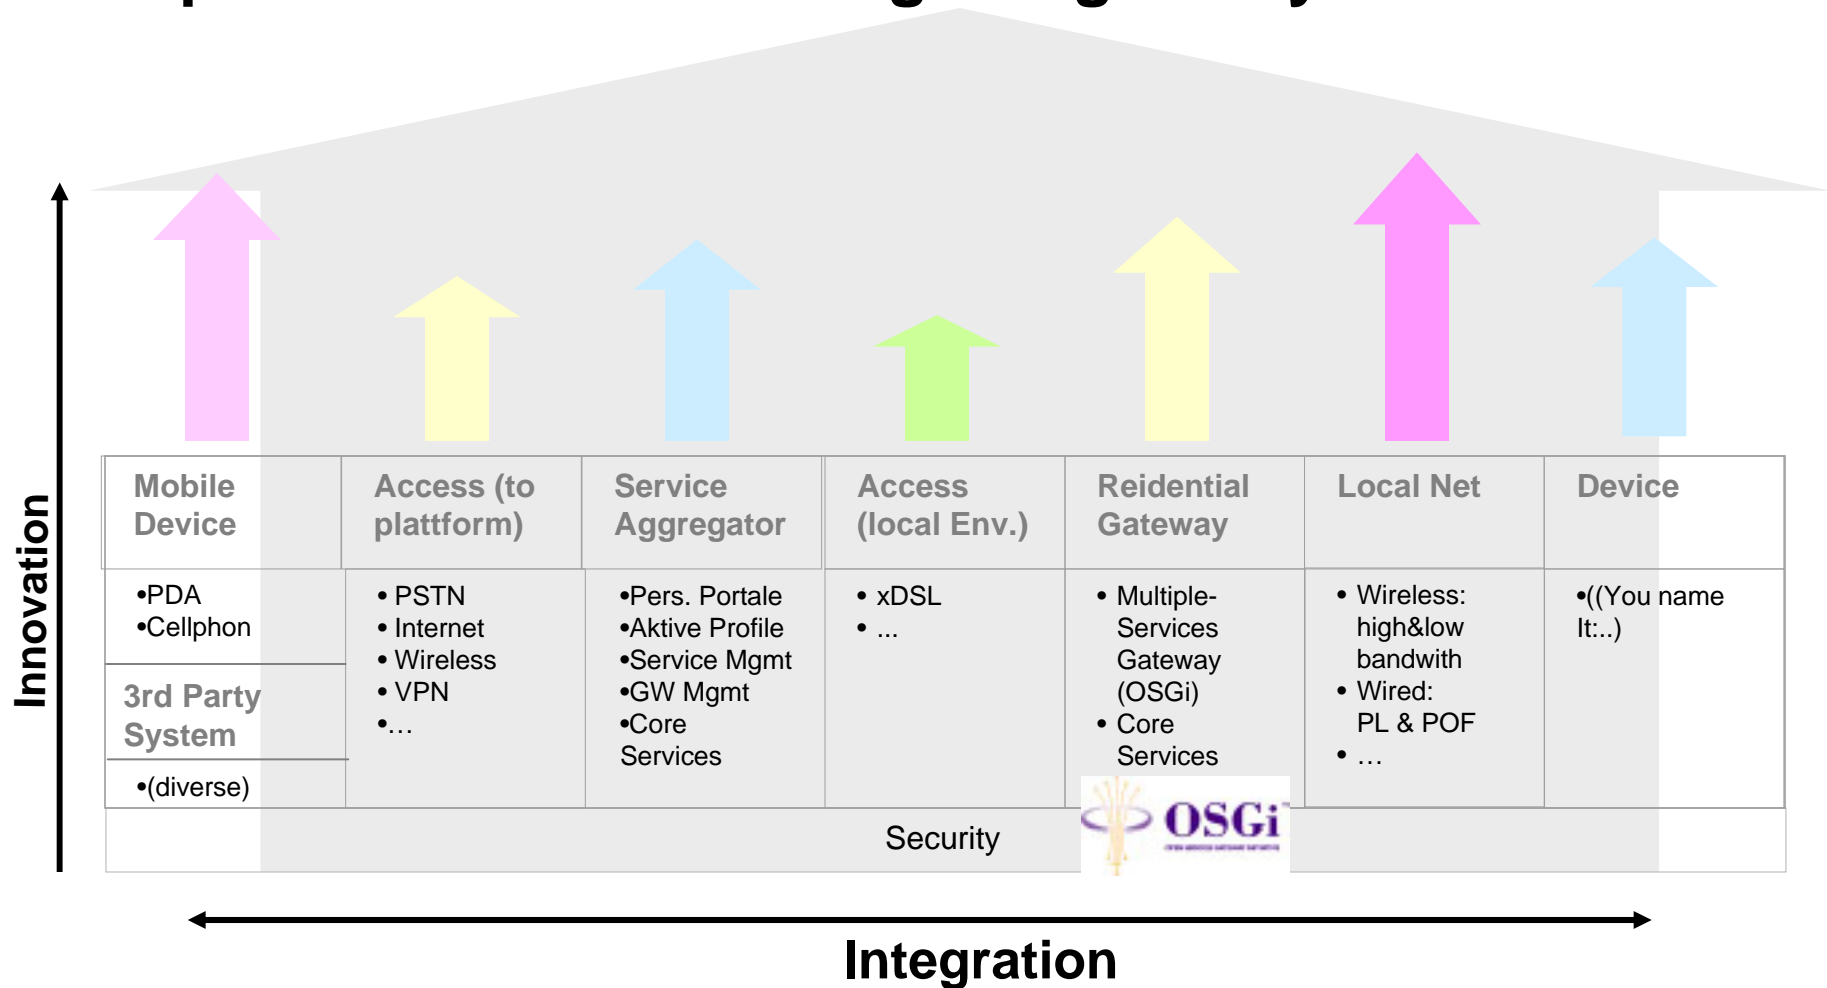 Innovation
Mobile
Device
Access (to
plattform)
Service
Aggregator
Access
(local Env.)
Reidential
Gateway
Local Net
Device
•PDA
•Cellphon
3rd Party
System
•(diverse)
• PSTN
• Internet
• Wireless
• VPN
•…
•Pers. Portale
•Aktive Profile
•Service Mgmt
•GW Mgmt
•Core
Services
• xDSL
• ...
• Multiple-
Services
Gateway
(OSGi)
• Core
Services
• Wireless:
high&low
bandwith
• Wired:
PL & POF
• …
•((You name
It:..)
Security
OSGi
Integration